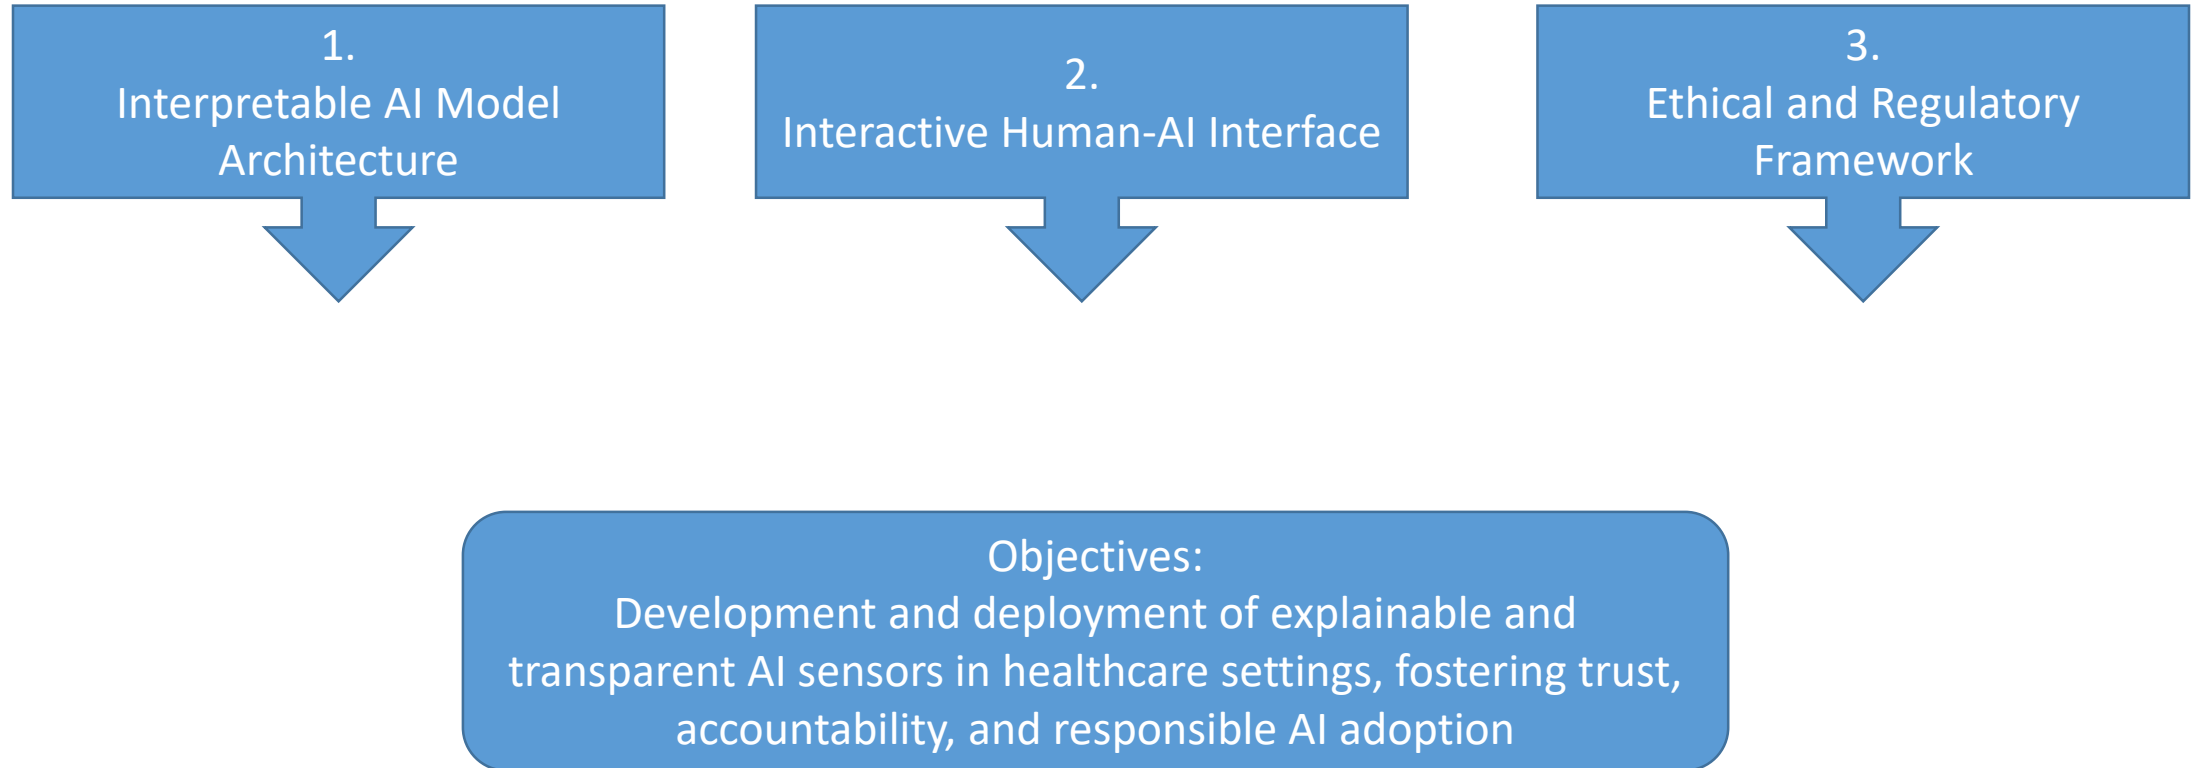 1.
Interpretable AI Model
Architecture
2.
Interactive Human-AI Interface
3.
Ethical and Regulatory
Framework
Objectives:
Development and deployment of explainable and
transparent AI sensors in healthcare settings, fostering trust,
accountability, and responsible AI adoption